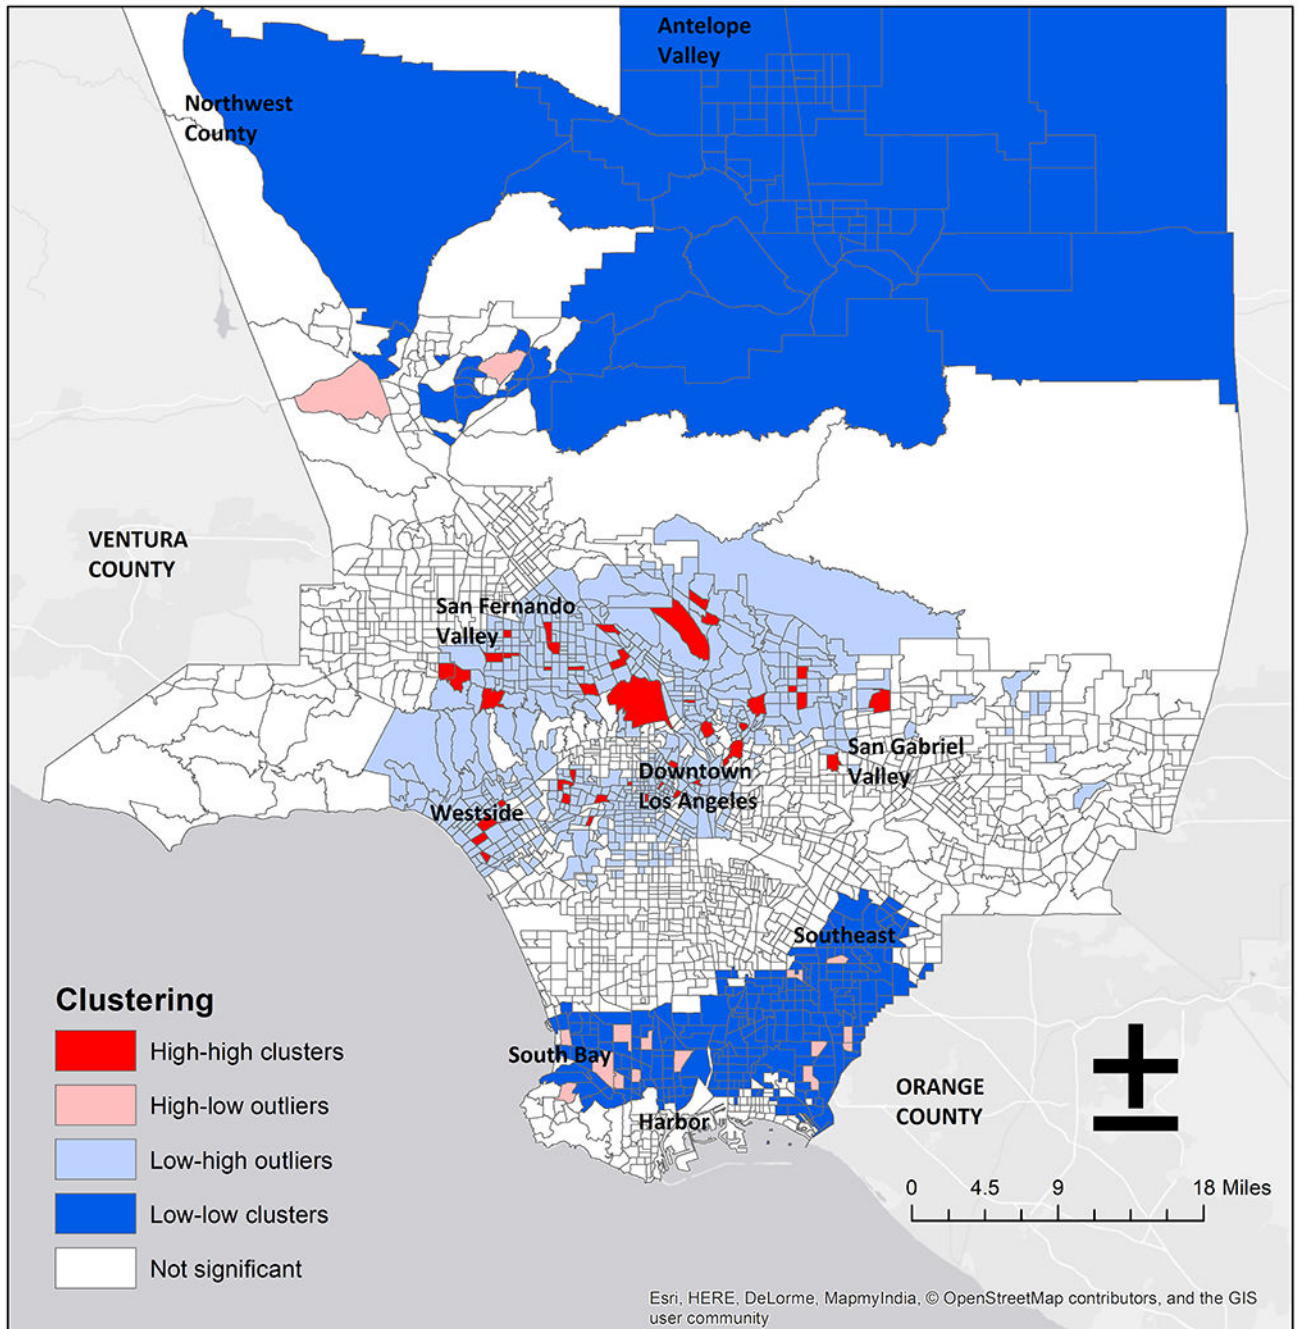 Antelope
Valley
Northwest
County
VENTURA
COUNTY
San Fernando
Valley
San Gabriel
Valley
Downtown
Los Angeles
Westside
Southeast
South Bay
Harbor
ORANGE
COUNTY
Clustering
High-high clusters
High-low outliers
Low-high outliers
Low-low clusters
Not significant
0 4.5 9 18 Miles
Esri, HERE, DeLorme, MapmyIndia, © OpenStreetMap contributors, and the GIS
user community